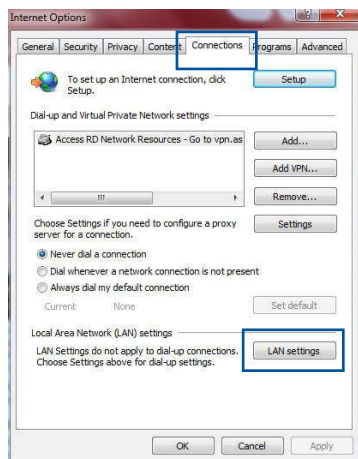 Internet Options
General Security Privacy Content Connections Programs Advanced
To set up an Internet connection, click
Setup.
Setup
Dial-up and Virtual Private Network settings
Access RD Network Resources - Go to vpn.as
Add...
Add VPN...
Remove...
Choose Settings if you need to configure a proxy
server for a connection.
Settings
Never dial a connection
Dial whenever a network connection is not present
Always dial my default connection
Current None
Set default
Local Area Network (LAN) settings
LAN Settings do not apply to dial-up connections.
Choose Settings above for dial-up settings.
LAN settings
OK Cancel Apply